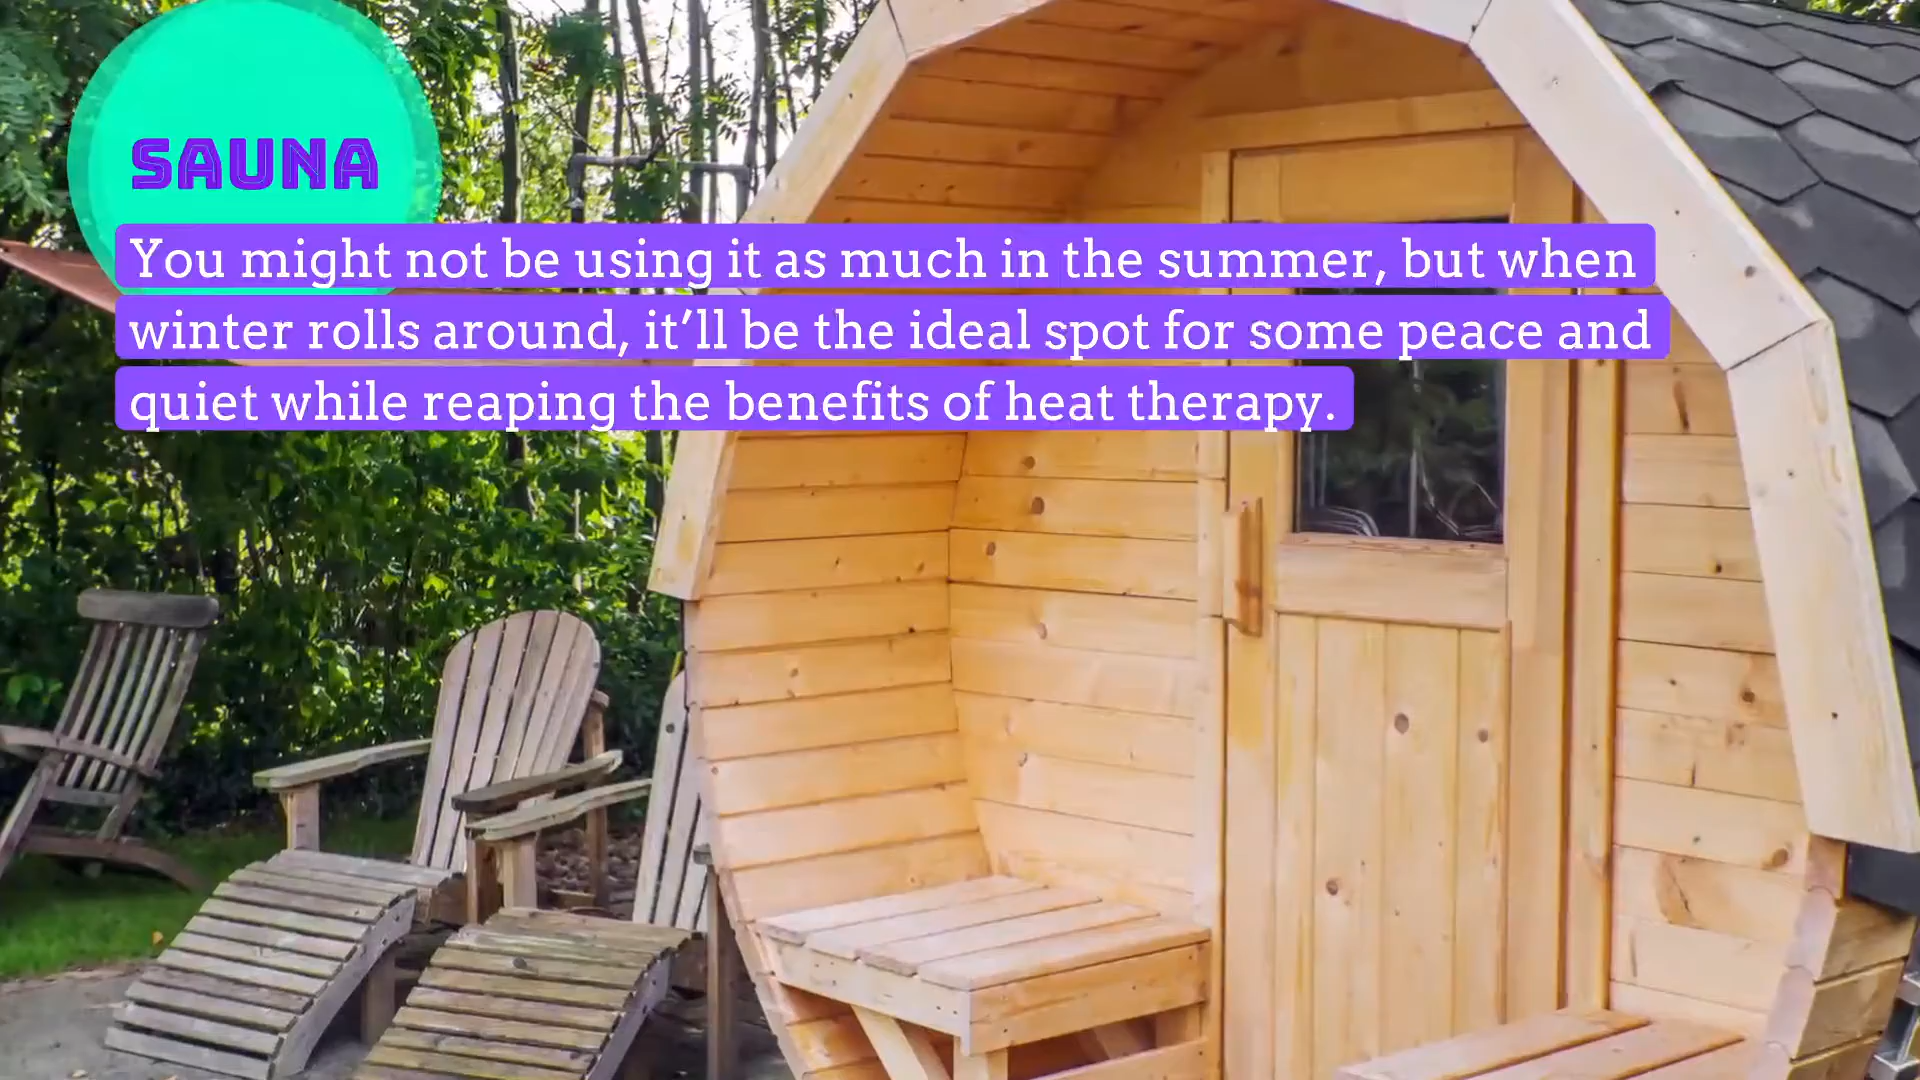 SAUNA
You might not be using it as much in the summer, but when
winter rolls around, it’ll be the ideal spot for some peace and
quiet while reaping the benefits of heat therapy.